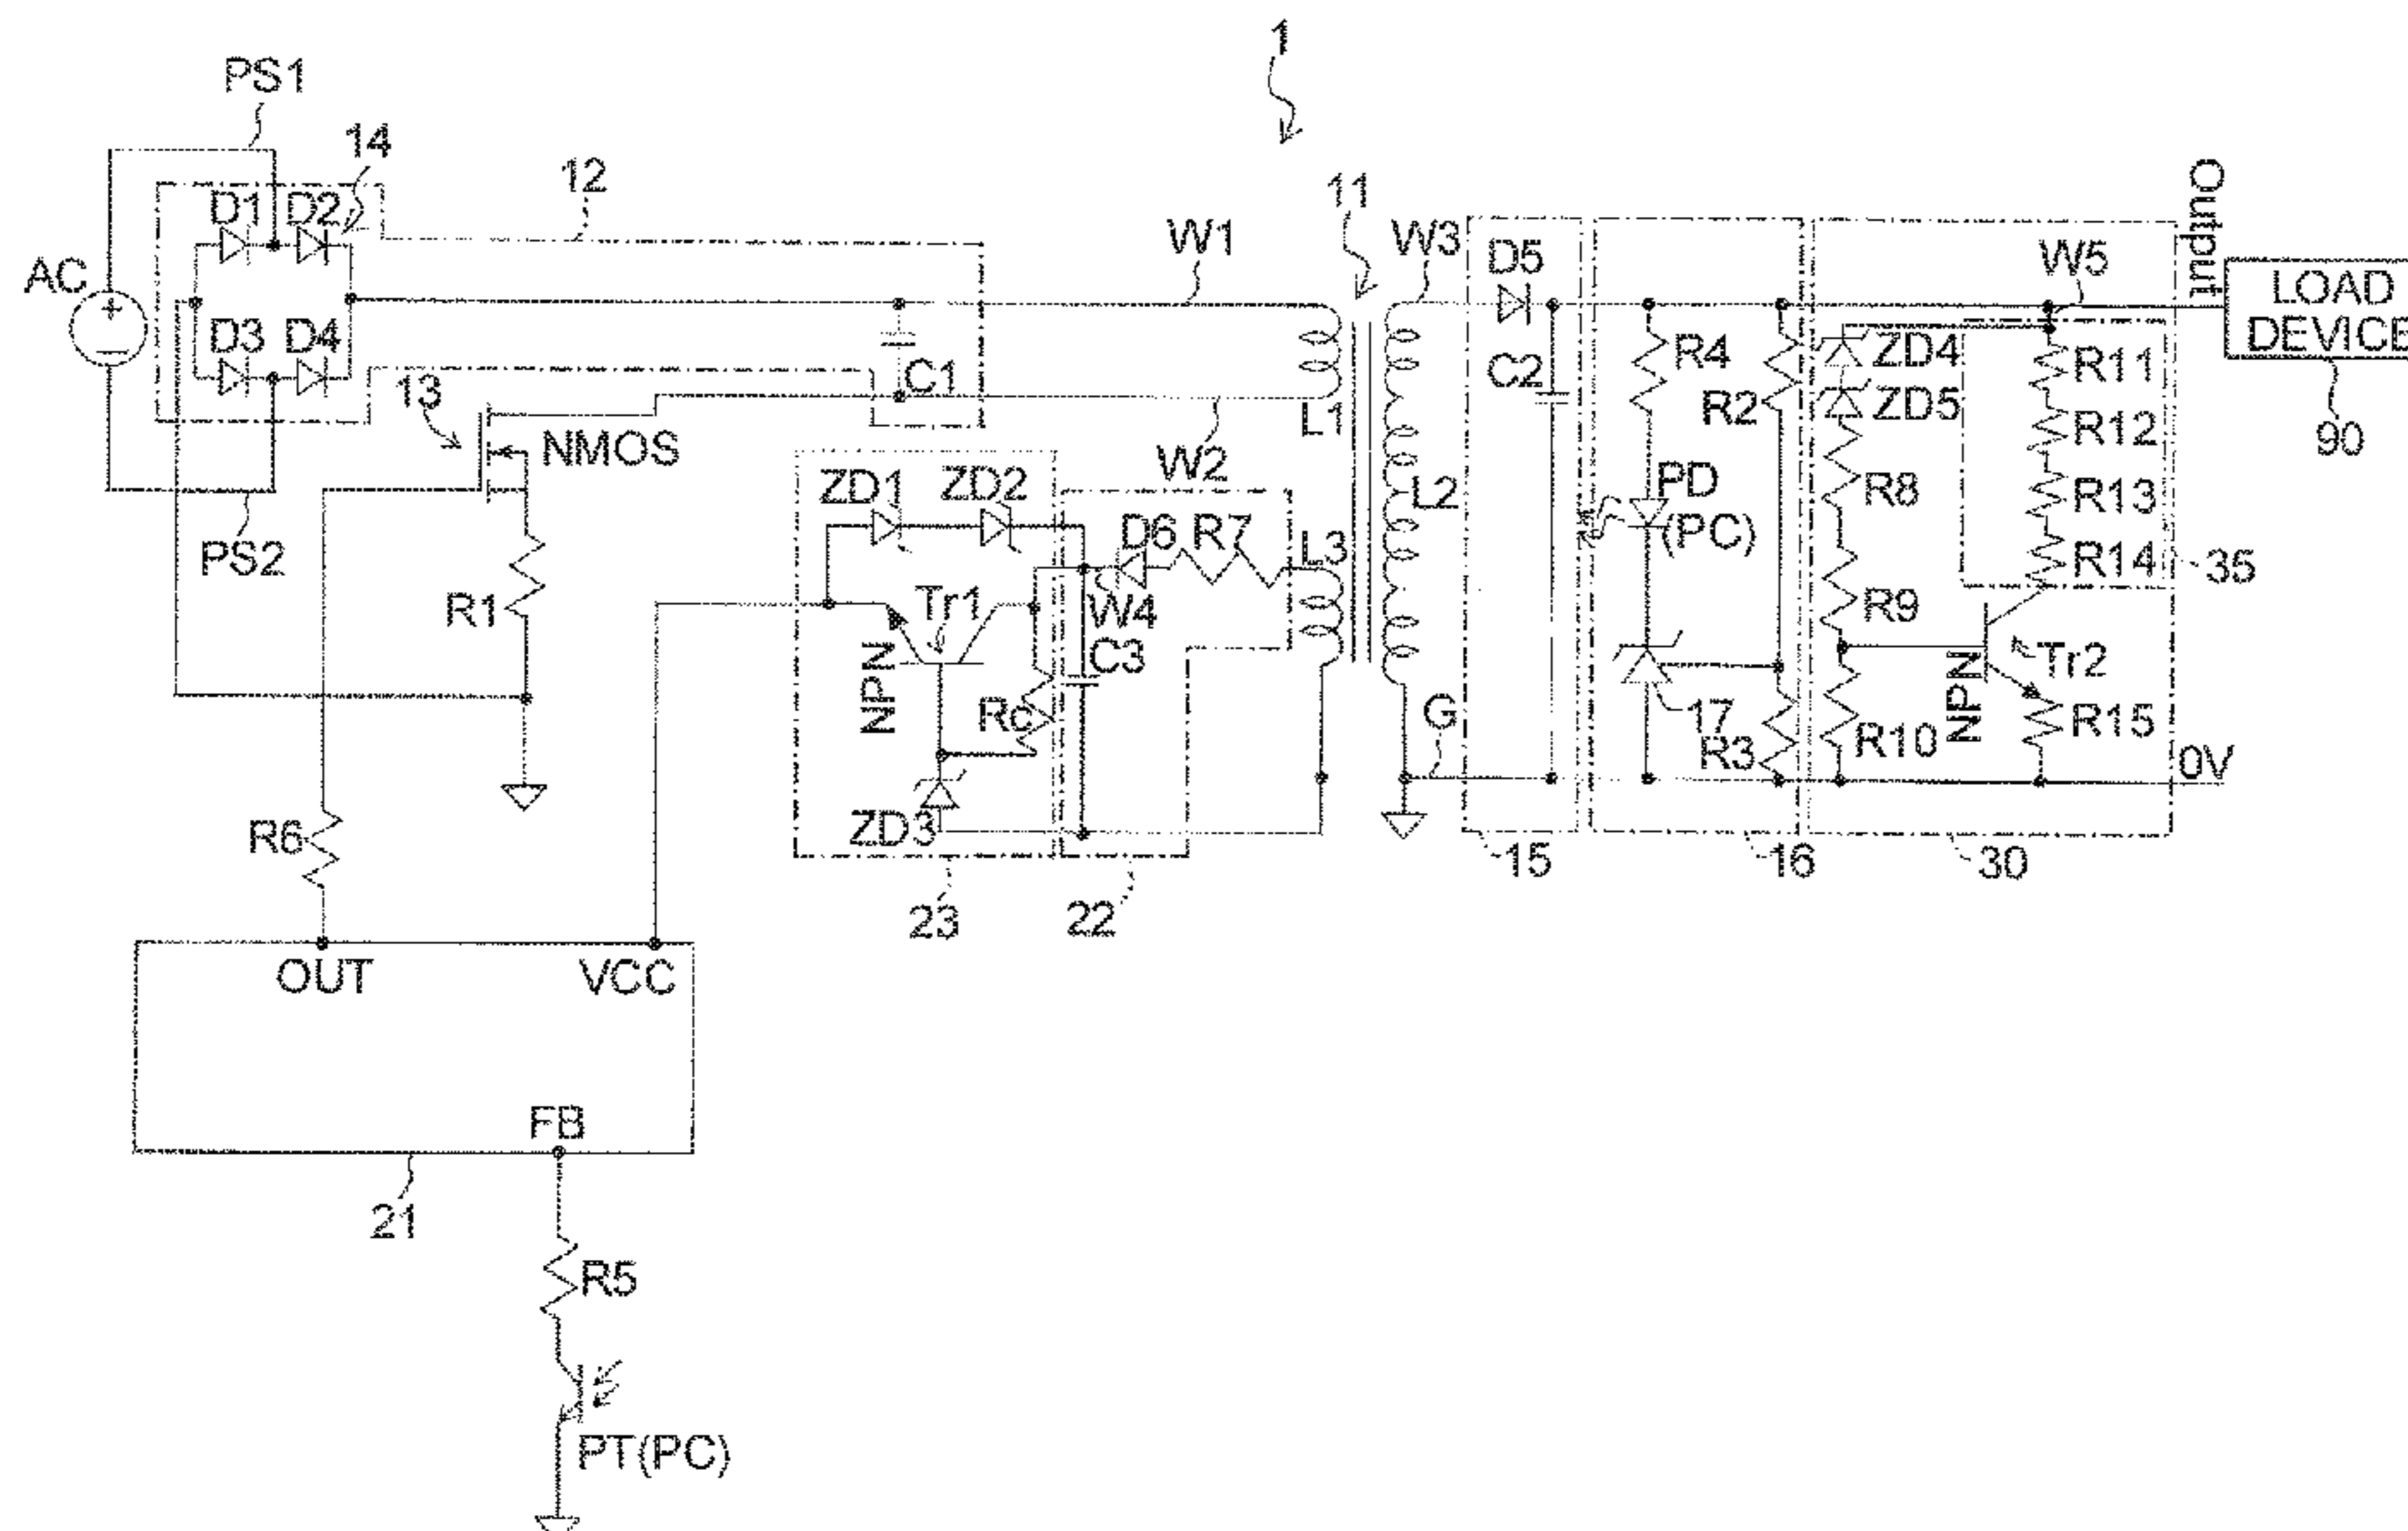 1
PS1
14
12
11
Output
D1
D2
W1
W3
D5
W5
AC
LOAD
DEVICE
D3
D4
C1
R4
C2
R2
ZD4
R11
13
ZD5
NMOS
L1
R12
90
W2
ZD1
ZD2
PD
(PC)
L2
R8
R13
PS2
D6
R7
L3
R14
35
R1
Tr1
W4
R9
NPN
C3
Tr2
Rc
G
17
R3
R10
NPN
R15
0V
R6
ZD3
15
16
30
23
22
OUT
VCC
FB
21
R5
PT(PC)